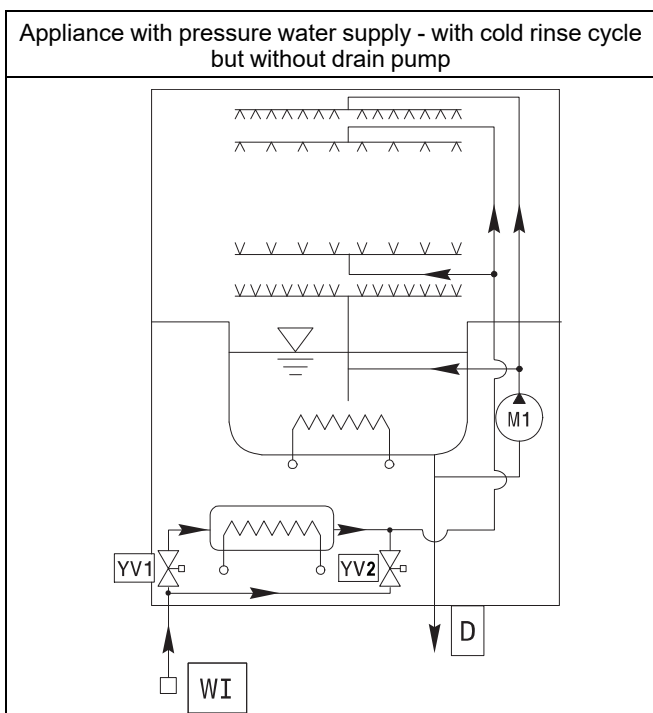 Appliance with pressure water supply - with cold rinse cycle
but without drain pump
M1
YV1
YV2
D
WI